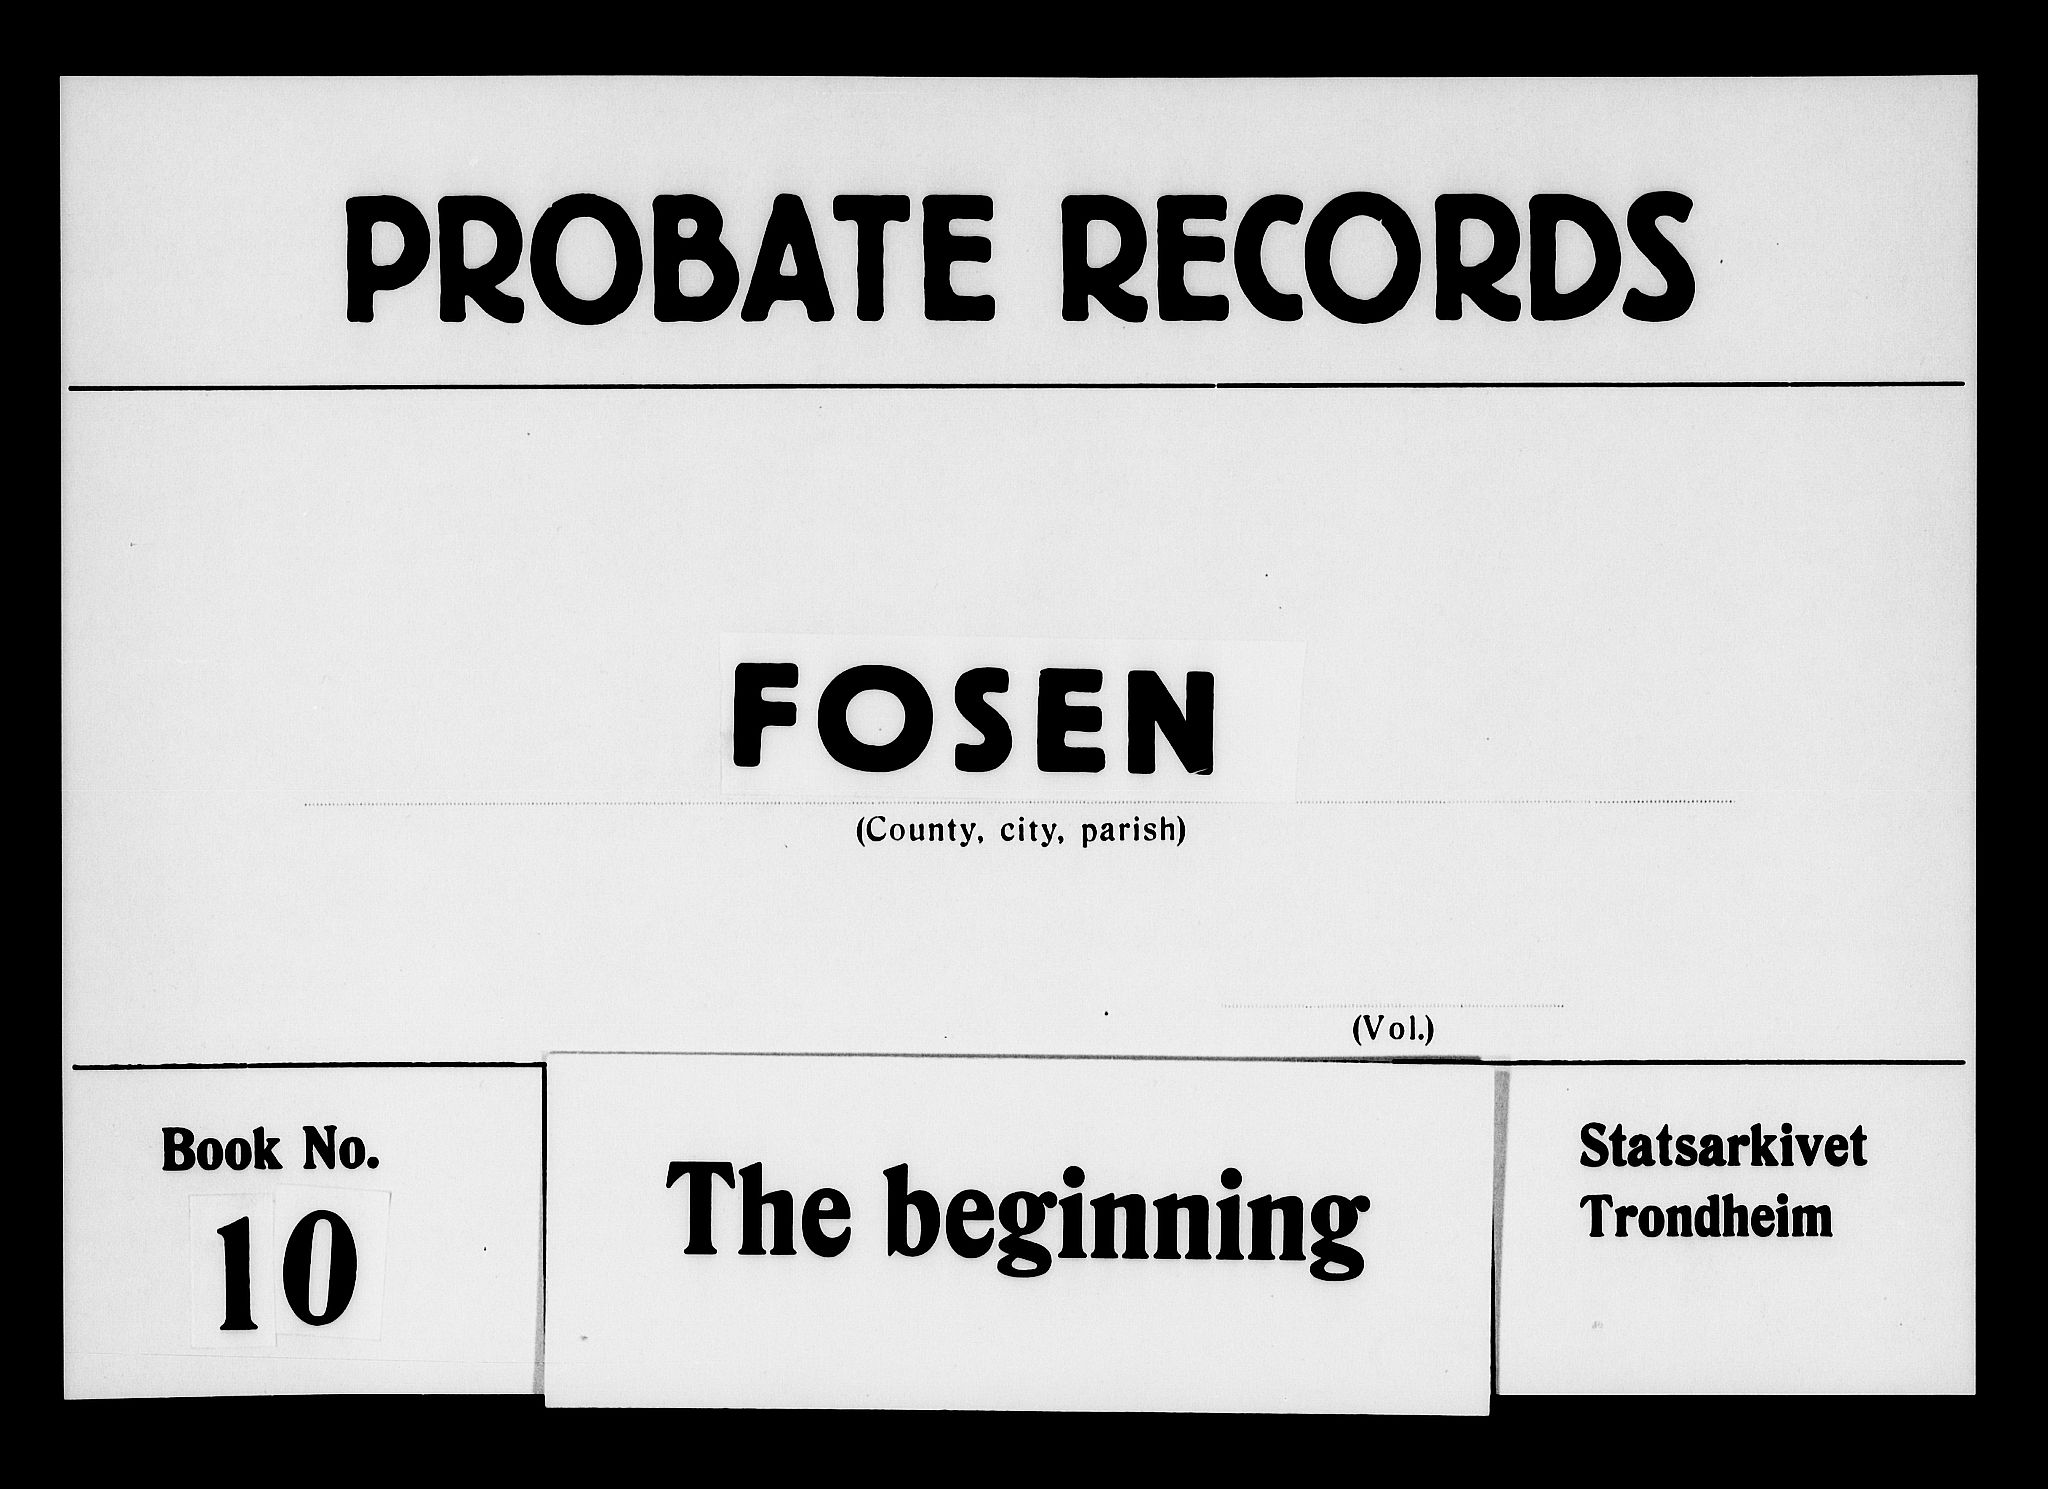 PROBATE RECORDS
FOSEN
(County, city, parish)
(Vol.)
Book No.
10
The beginning
Statsarkivet
Trondheim